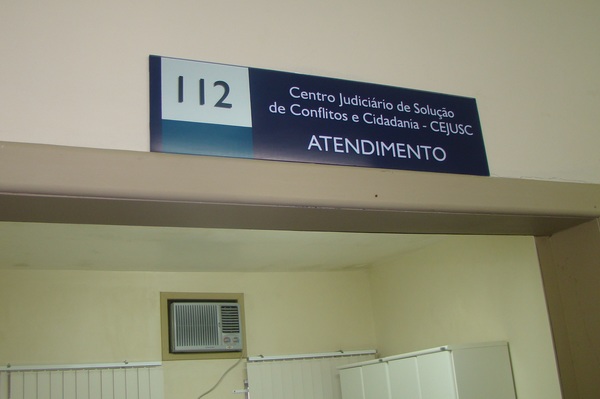 112
Centro Judiciário de Solução
de Conflitos e Cidadania - CEJUSC
ATENDIMENTO